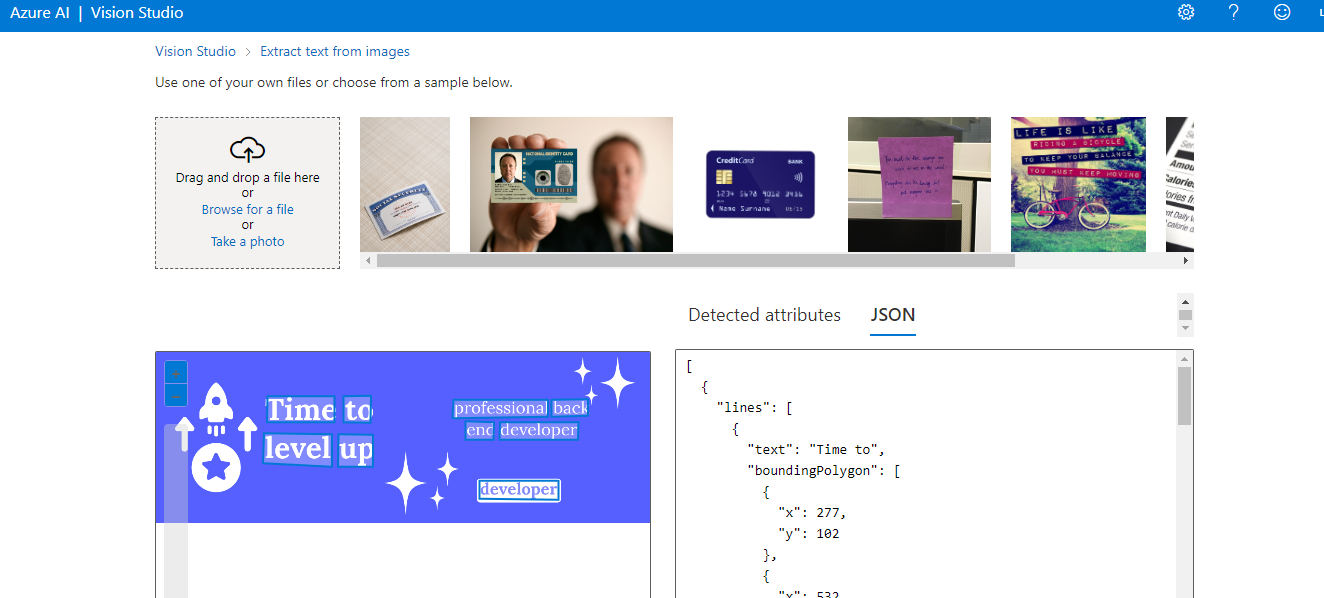 Azure AI | Vision Studio
Vision Studio > Extract text from images
Use one of your own files or choose from a sample below.
Drag and drop a file here
or
Browse for a file
or
Take a photo
SOCIAL SECURITY
NATIONAL IDENTITY CARD
CreditCard BANK
1234 5678 9012 3456
Name Surname
LIFE IS LIKE
RIDING A BICYCLE
TO KEEP YOUR BALANCE
YOU MUST KEEP MOVING
Detected attributes JSON
Time to
level up
professional back
end developer
developer
[
{
"lines": [
{
"text": "Time to",
"boundingPolygon": [
{
"x": 277,
"y": 102
},
{
"x": 532,